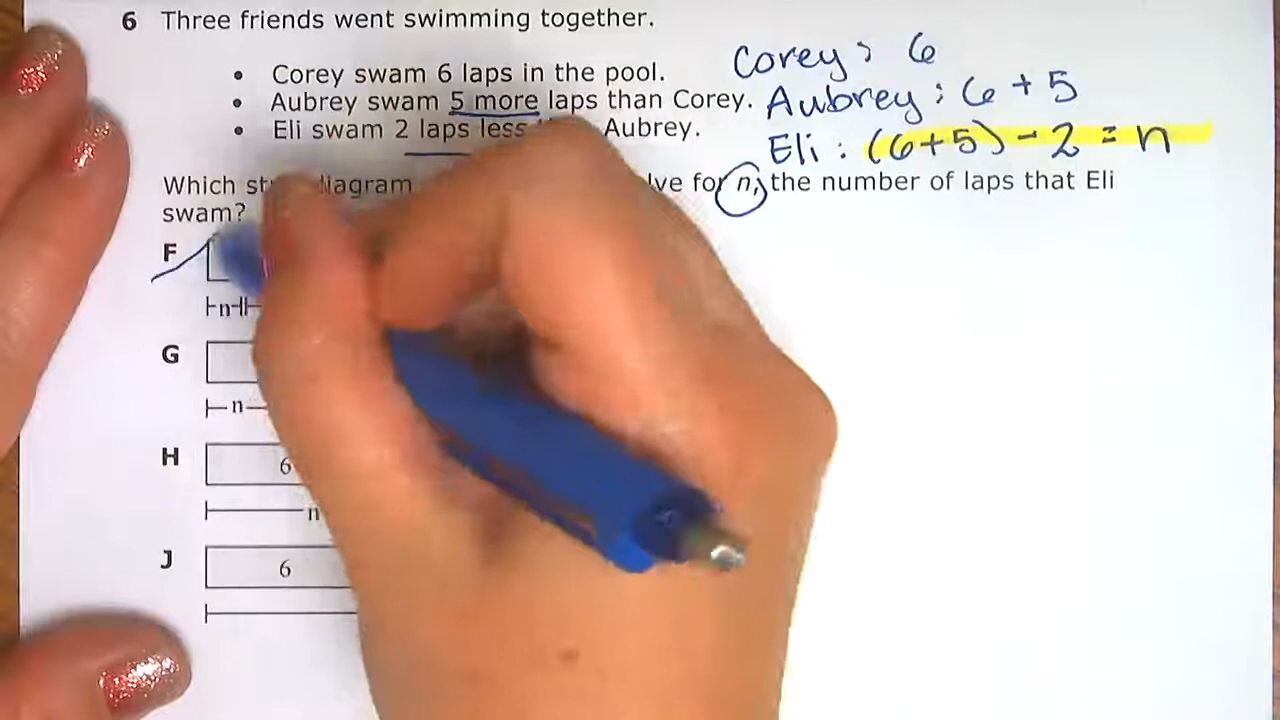 6 Three friends went swimming together.
• Corey swam 6 laps in the pool.
Corey: 6
• Aubrey swam 5 more laps than Corey.
Aubrey: 6 + 5
• Eli swam 2 laps less Aubrey.
Eli: (6+5) - 2 = n
Which diagram for n, the number of laps that Eli
swam?
F
n
G
n
H 6
n
J 6